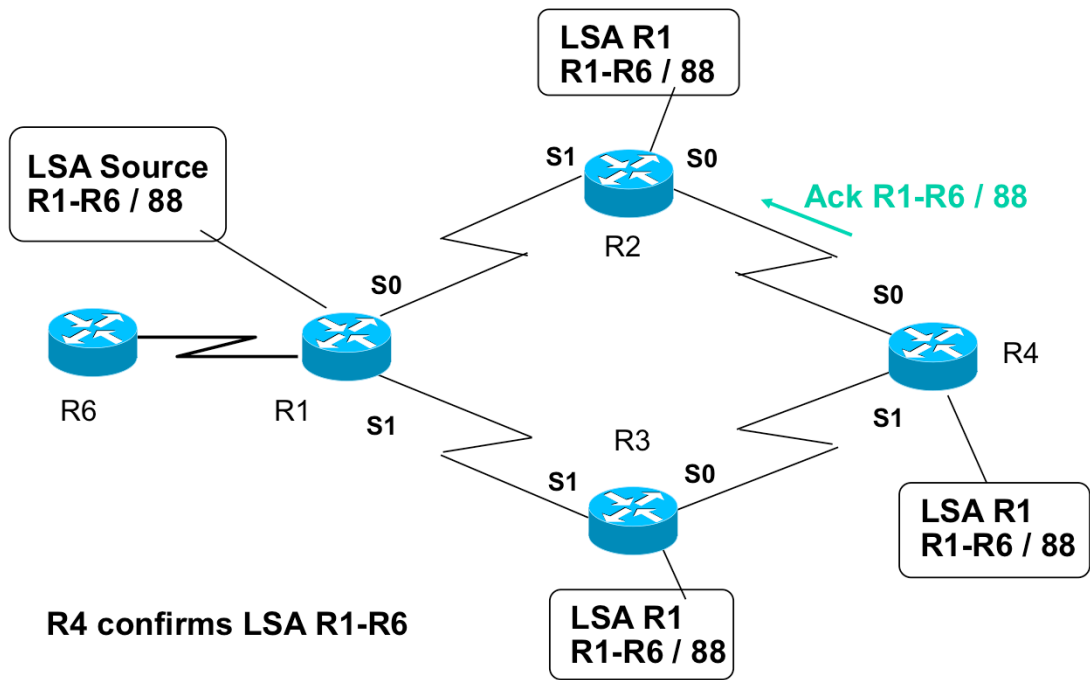 LSA R1
R1-R6 / 88
LSA Source
R1-R6 / 88
S1
S0
Ack R1-R6 / 88
R2
S0
S0
R4
R6
R1
S1
R3
S1
S1
S0
LSA R1
R1-R6 / 88
LSA R1
R1-R6 / 88
R4 confirms LSA R1-R6